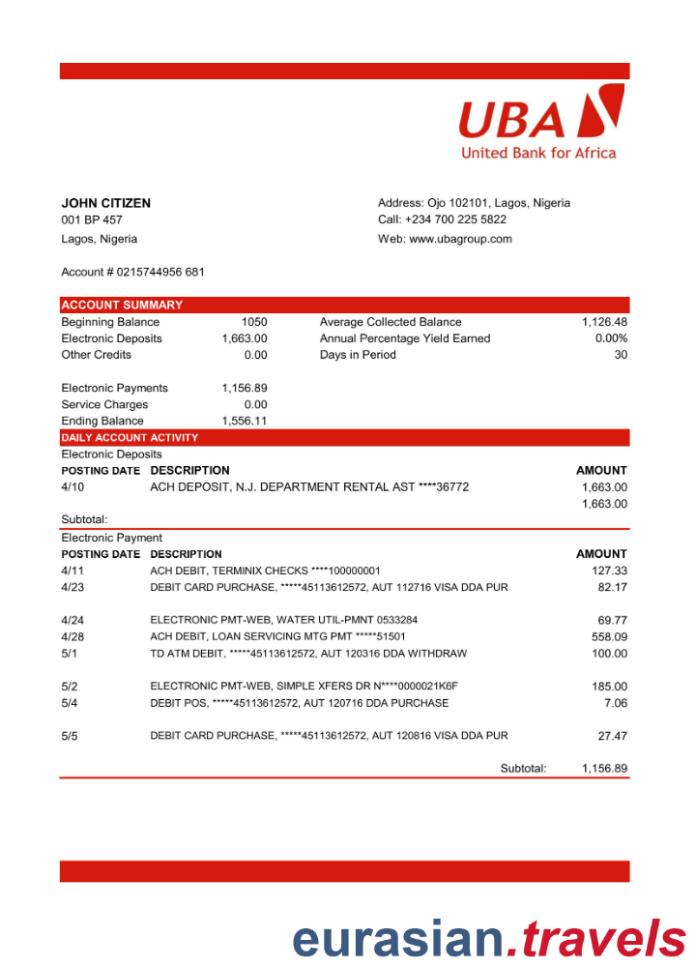 UBA
United Bank for Africa
JOHN CITIZEN
001 BP 457
Lagos, Nigeria
Address: Ojo 102101, Lagos, Nigeria
Call: +234 700 225 5822
Web: www.ubagroup.com
Account # 0215744956 681
ACCOUNT SUMMARY
Beginning Balance 1050 Average Collected Balance 1,126.48
Electronic Deposits 1,663.00 Annual Percentage Yield Earned 0.00%
Other Credits 0.00 Days in Period 30
Electronic Payments 1,156.89
Service Charges 0.00
Ending Balance 1,556.11
DAILY ACCOUNT ACTIVITY
Electronic Deposits
POSTING DATE DESCRIPTION AMOUNT
4/10 ACH DEPOSIT, N.J. DEPARTMENT RENTAL AST ****36772 1,663.00
1,663.00
Subtotal:
Electronic Payment
POSTING DATE DESCRIPTION AMOUNT
4/11 ACH DEBIT, TERMINIX CHECKS ****100000001 127.33
4/23 DEBIT CARD PURCHASE, *****45113612572, AUT 112716 VISA DDA PUR 82.17
4/24 ELECTRONIC PMT-WEB, WATER UTIL-PMNT 0533284 69.77
4/28 ACH DEBIT, LOAN SERVICING MTG PMT *****51501 558.09
5/1 TD ATM DEBIT, *****45113612572, AUT 120316 DDA WITHDRAW 100.00
5/2 ELECTRONIC PMT-WEB, SIMPLE XFERS DR N****0000021K6F 185.00
5/4 DEBIT POS, *****45113612572, AUT 120716 DDA PURCHASE 7.06
5/5 DEBIT CARD PURCHASE, *****45113612572, AUT 120816 VISA DDA PUR 27.47
Subtotal: 1,156.89
eurasian.travels